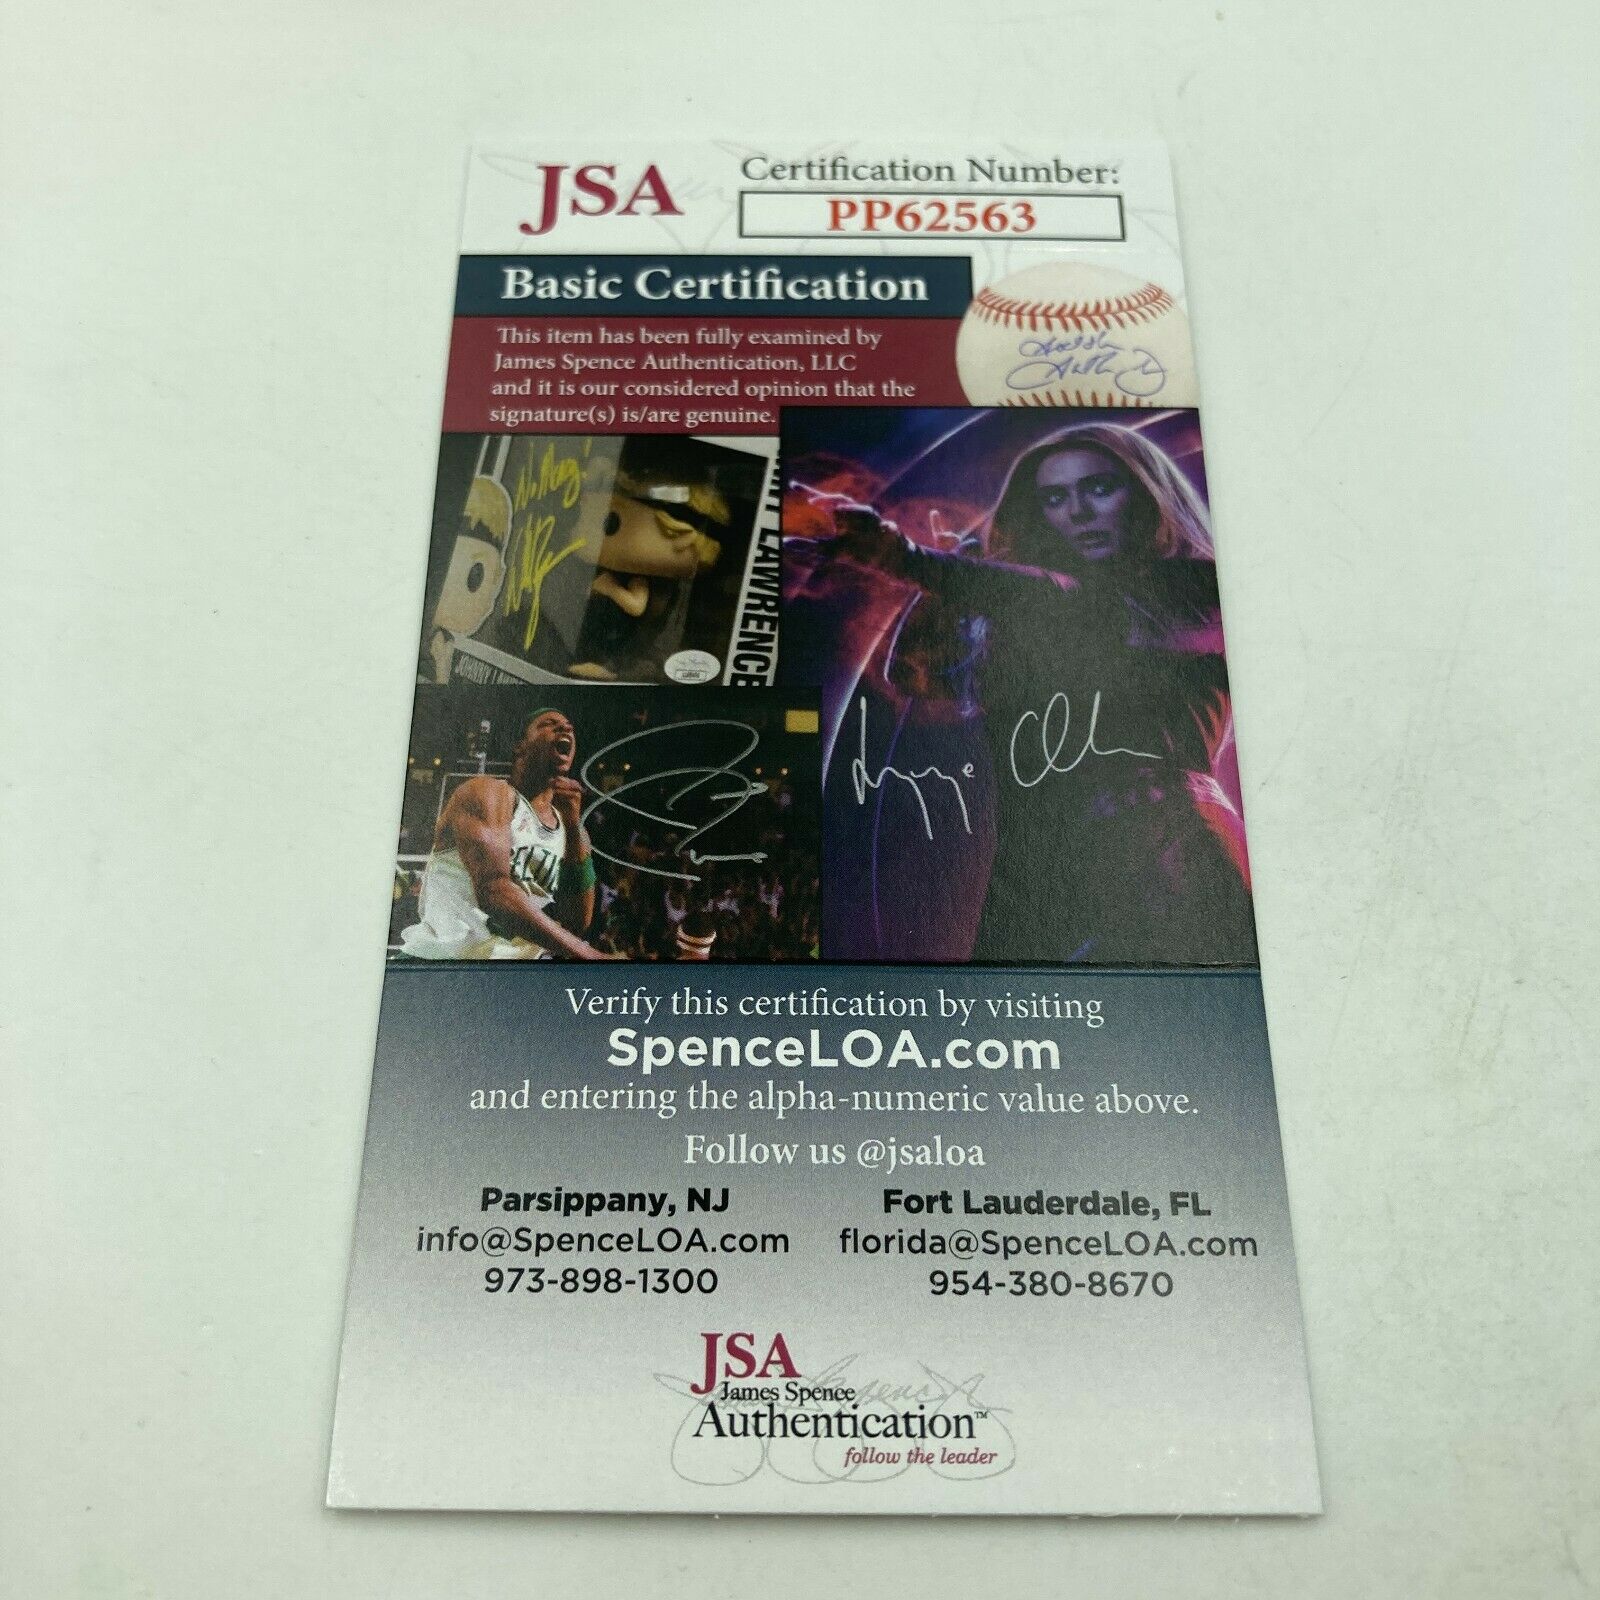 JSA
Certification Number:
PP62563
Basic Certification
This item has been fully examined by
James Spence Authentication, LLC
and it is our considered opinion that the
signature(s) is/are genuine.
LAWRENCE
Verify this certification by visiting
SpenceLOA.com
and entering the alpha-numeric value above.
Follow us @jsaloa
Parsippany, NJ
info@SpenceLOA.com
973-898-1300
Fort Lauderdale, FL
florida@SpenceLOA.com
954-380-8670
JSA
James Spence
Authentication™
follow the leader